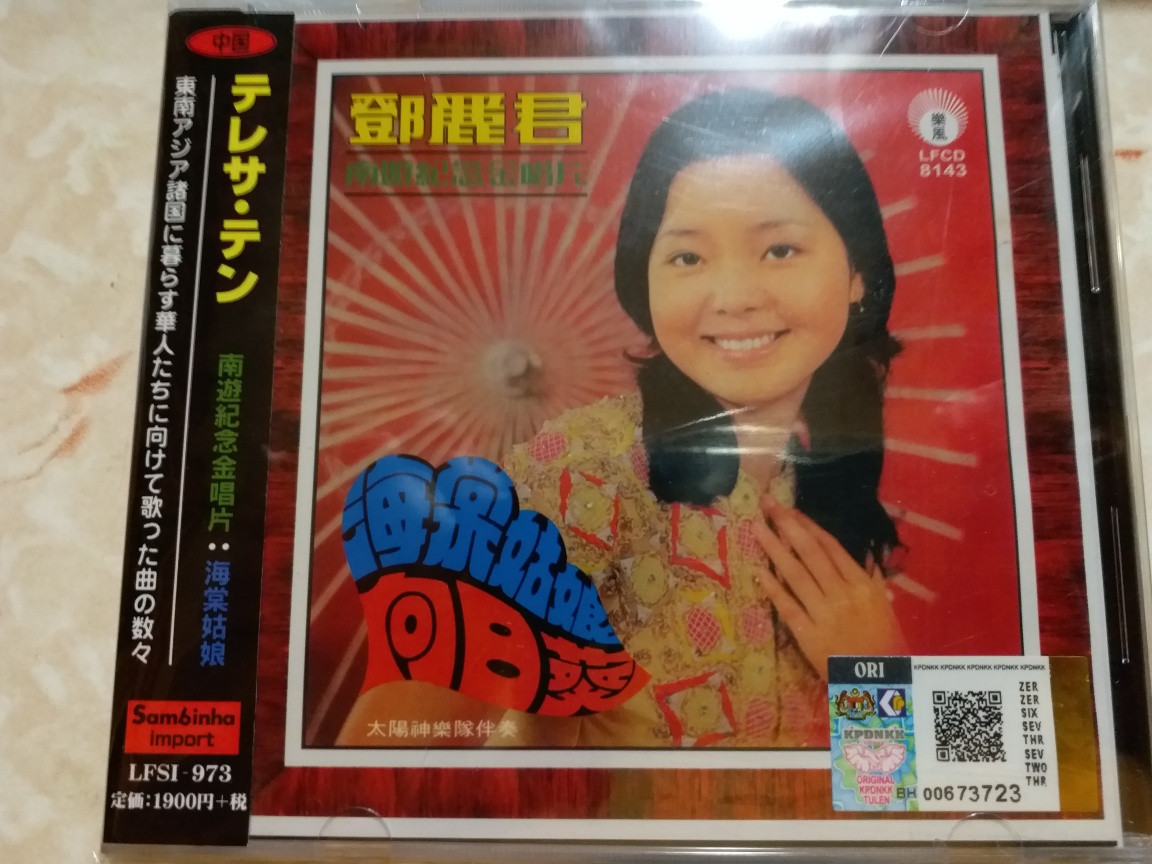 中国
テレサ・テン
南遊紀念金唱片:海棠姑娘
東南アジア諸国に暮らす華人たちに向けて歌った曲の数々
Sambinha
import
LFSI-973
定価:1900円+税
鄧麗君
南遊紀念金唱片
樂風
LFCD
8143
海棠姑娘
向日葵
太陽神樂隊伴奏
ORI
KPDNKK KPDNKK KPDNKK KPDNKK KPDNKK
KPDNKK
ORIGINAL
KPDNKK
TULEN
ZER
ZER
SIX
SEV
THR
SEV
TWO
THR
BH 00673723